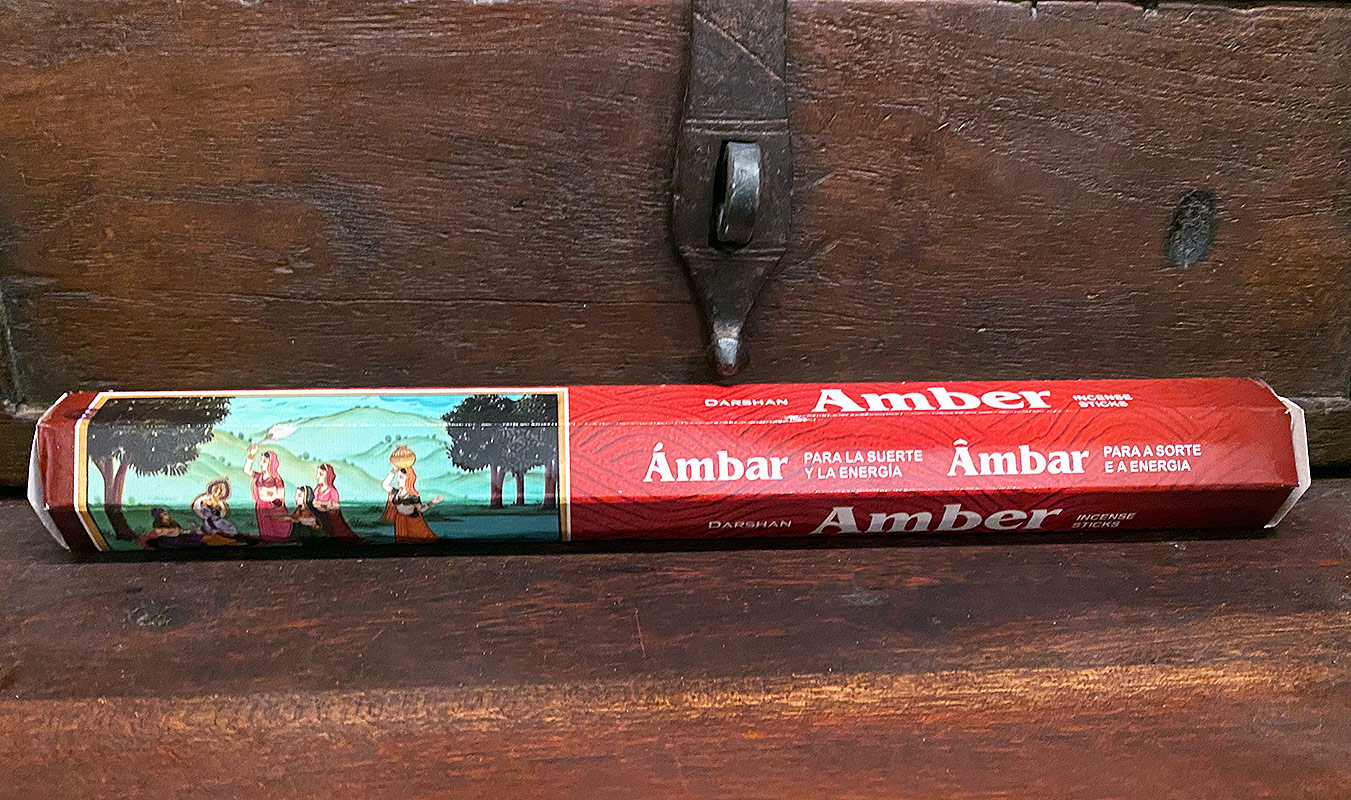 DARSHAN Amber INCENSE STICKS
Ámbar PARA LA SUERTE Y LA ENERGÍA
Âmbar PARA A SORTE E A ENERGIA
DARSHAN Amber INCENSE STICKS